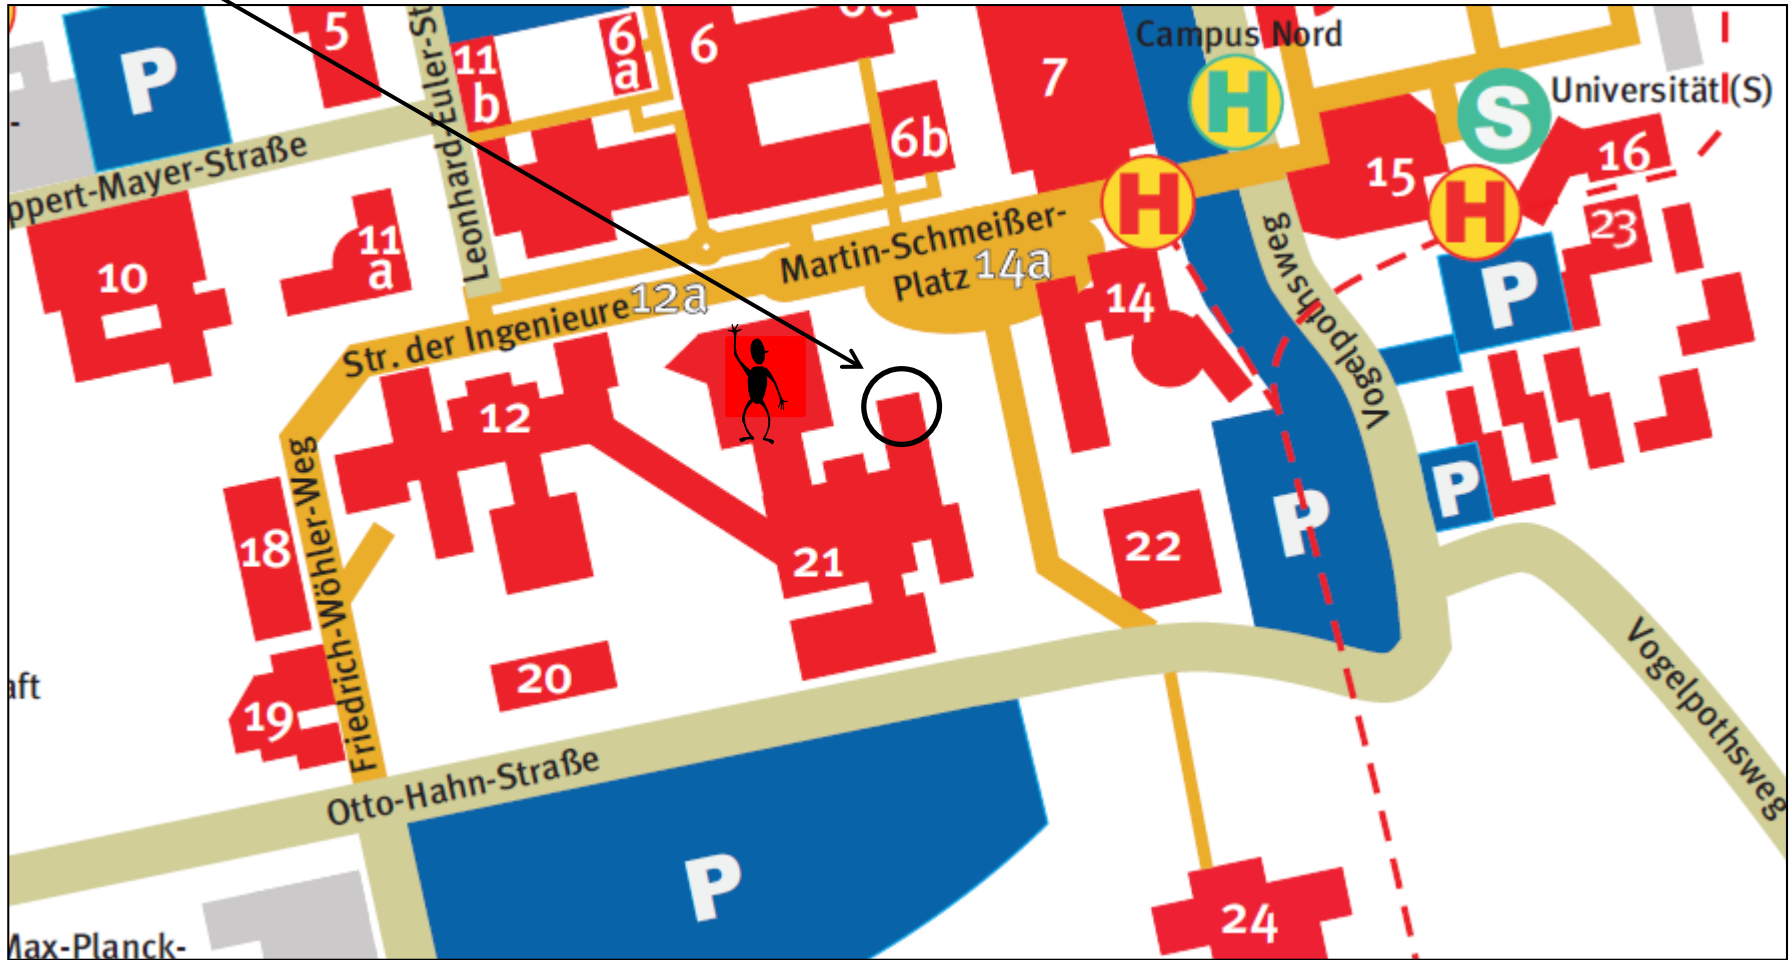 5
6
a
6
6c
7
Campus Nord
H
Universität(S)
S
P
11
b
6b
ppert-Mayer-Straße
Leonhard-Euler-St
15
16
H
H
23
10
11
a
Martin-Schmeißer-
Platz
14a
14
Vogelpothsweg
P
Str. der Ingenieure
12a
12
18
Friedrich-Wöhler-Weg
21
22
P
P
aft
20
19
Vogelpothsweg
Otto-Hahn-Straße
P
24
Max-Planck-